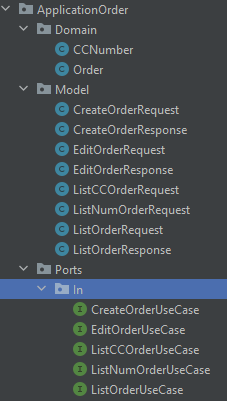 ApplicationOrder
Domain
CCNumber
Order
Model
CreateOrderRequest
CreateOrderResponse
EditOrderRequest
EditOrderResponse
ListCCOrderRequest
ListNumOrderRequest
ListOrderRequest
ListOrderResponse
Ports
In
CreateOrderUseCase
EditOrderUseCase
ListCCOrderUseCase
ListNumOrderUseCase
ListOrderUseCase